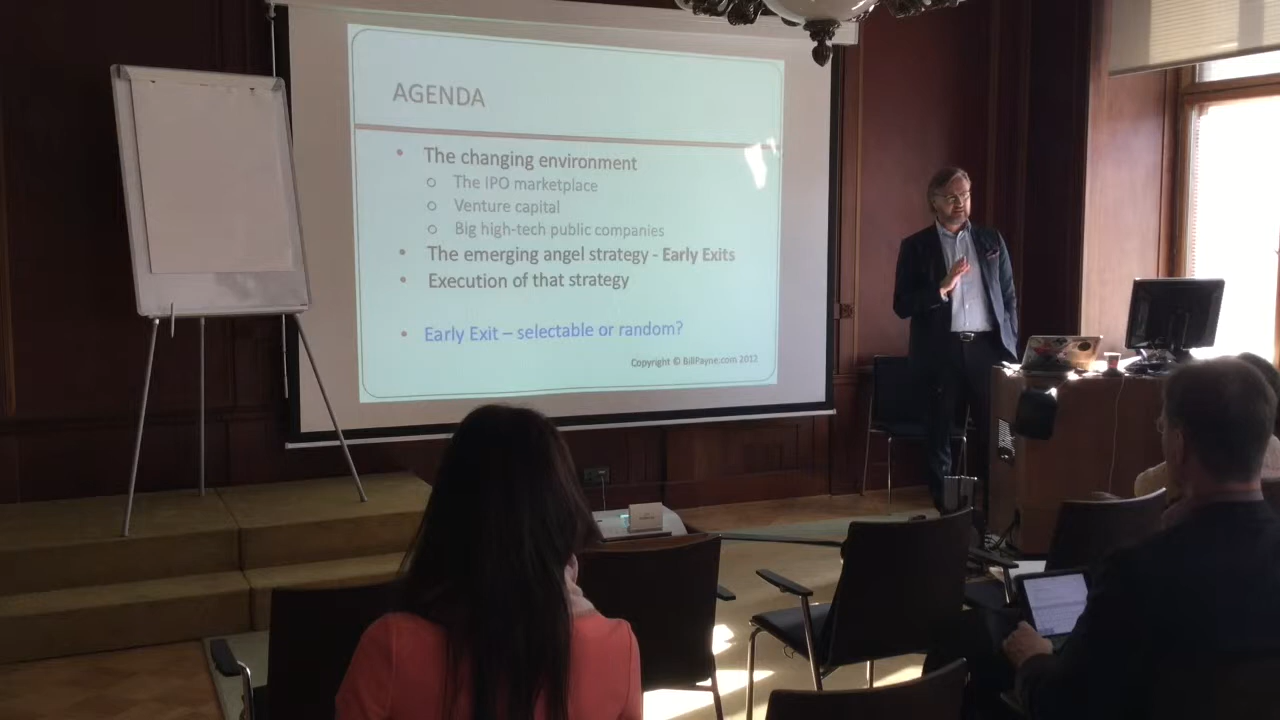 AGENDA
• The changing environment
○ The IPO marketplace
○ Venture capital
○ Big high-tech public companies
• The emerging angel strategy - Early Exits
• Execution of that strategy
• Early Exit – selectable or random?
Copyright © BillPayne.com 2012